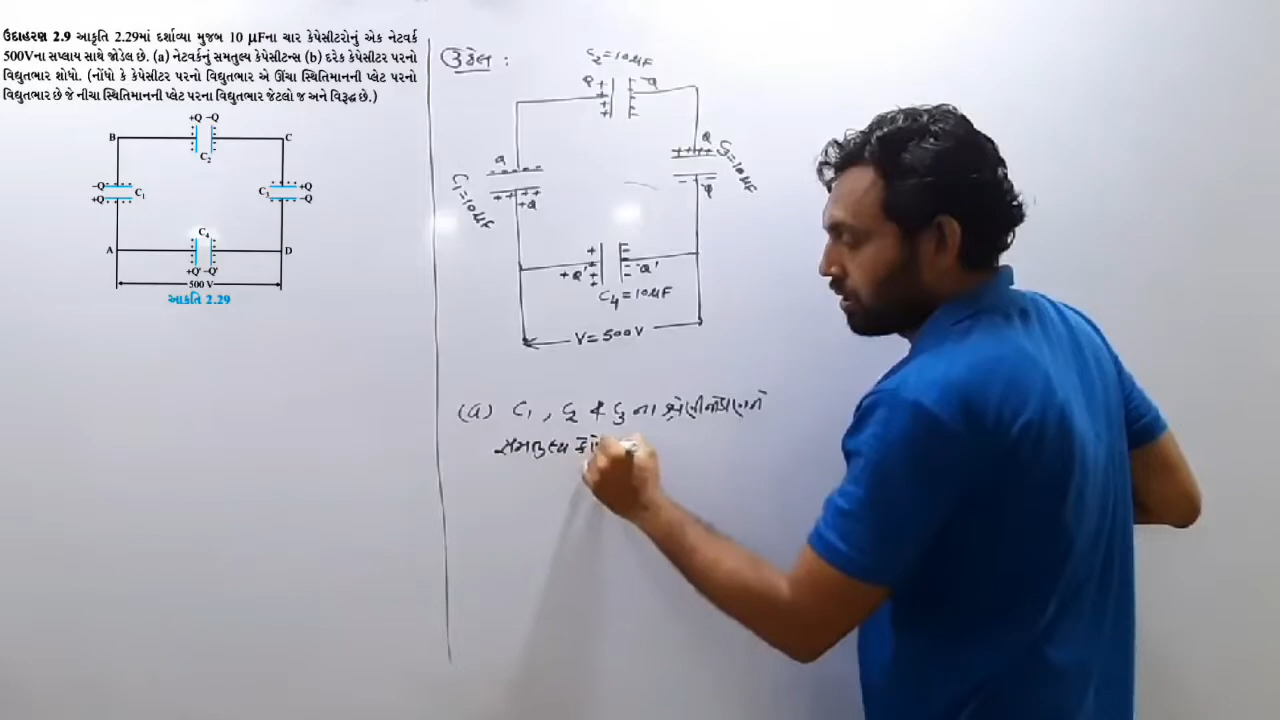 ઉદાહરણ 2.9 આકૃતિ 2.29માં દર્શાવ્યા મુજબ 10 μFના ચાર કેપેસીટરોનું એક નેટવર્ક
500Vના સપ્લાય સાથે જોડેલ છે. (a) નેટવર્કનું સમતુલ્ય કેપેસીટન્સ (b) દરેક કેપેસીટર પરનો
વિદ્યુતભાર શોધો. (નોંધો કે કેપેસીટર પરનો વિદ્યુતભાર એ ઊંચા સ્થિતિમાનની પ્લેટ પરનો
વિદ્યુતભાર છે જે નીચા સ્થિતિમાનની પ્લેટ પરના વિદ્યુતભાર જેટલો જ અને વિરૂદ્ધ છે.)
+Q −Q
B C
C₂
−Q C₁ C₃ +Q
+Q −Q
C₄
A D
+Q' −Q'
500 V
આકૃતિ 2.29
ઉકેલ :
C₂=10μF
Q Q
Q Q
C₁=10μF C₃=10μF
+Q Q
+Q' -Q'
C₄=10μF
V=500V
(a) C₁, C₂ & C₃ ના શ્રેણીજોડાણને
સમતુલ્ય